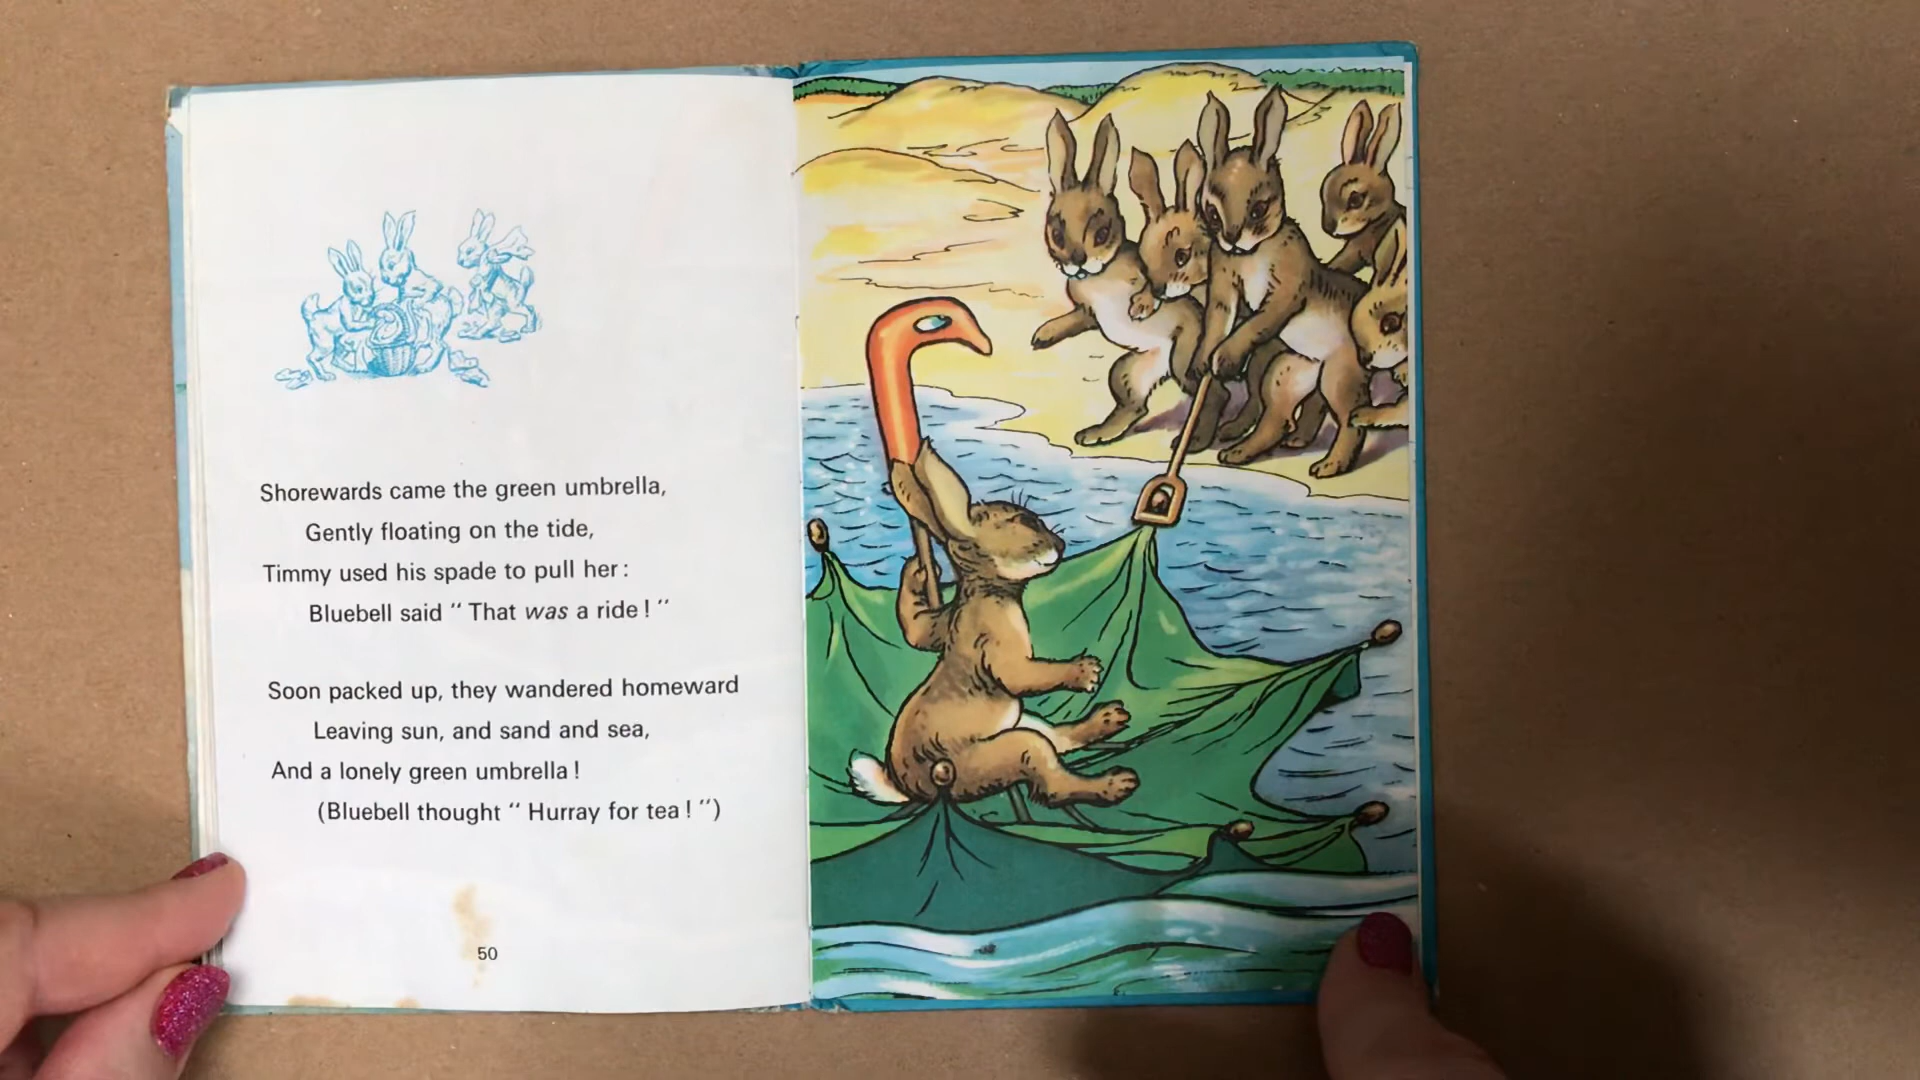 Shorewards came the green umbrella,
Gently floating on the tide,
Timmy used his spade to pull her:
Bluebell said “ That was a ride! ”
Soon packed up, they wandered homeward
Leaving sun, and sand and sea,
And a lonely green umbrella!
(Bluebell thought “ Hurray for tea! ”)
50